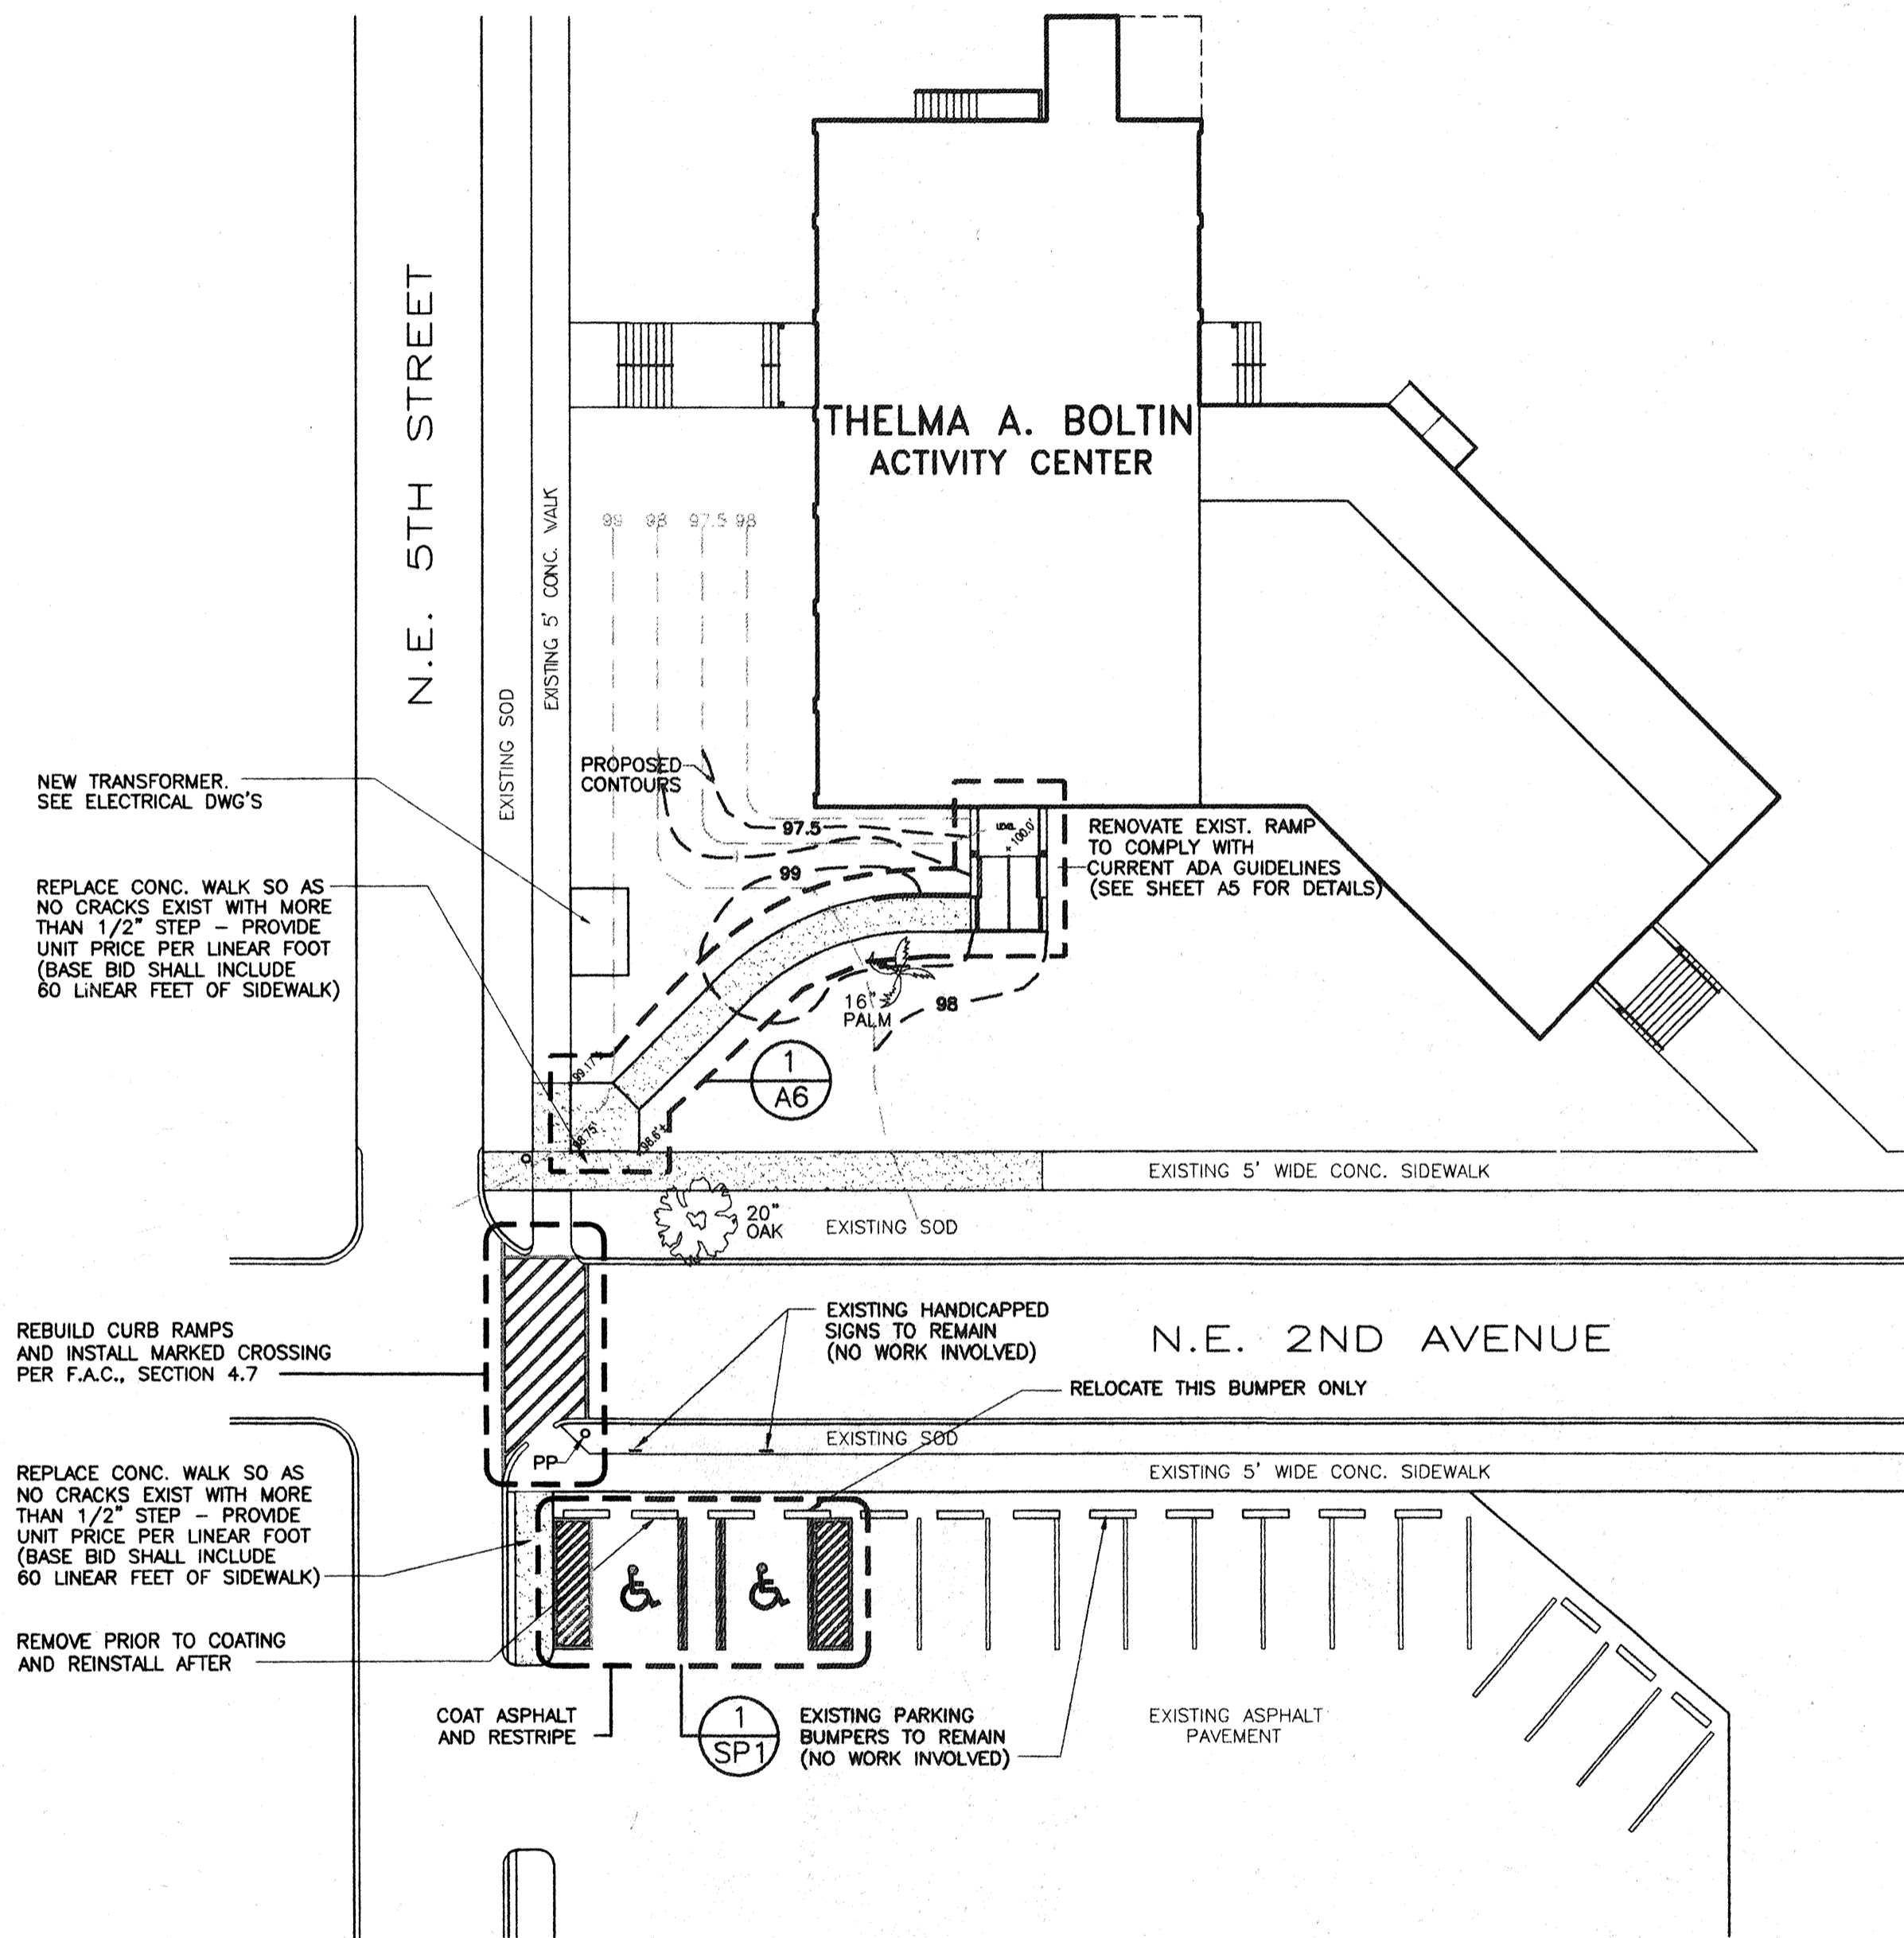 THELMA A. BOLTIN
ACTIVITY CENTER
N.E. 5TH STREET
EXISTING SOD
EXISTING 5' CONC. WALK
99 98 97.5 98
PROPOSED
CONTOURS
97.5
99
LEVEL
100.0'
RENOVATE EXIST. RAMP
TO COMPLY WITH
CURRENT ADA GUIDELINES
(SEE SHEET A5 FOR DETAILS)
NEW TRANSFORMER.
SEE ELECTRICAL DWG'S
REPLACE CONC. WALK SO AS
NO CRACKS EXIST WITH MORE
THAN 1/2" STEP – PROVIDE
UNIT PRICE PER LINEAR FOOT
(BASE BID SHALL INCLUDE
60 LINEAR FEET OF SIDEWALK)
16"
PALM
98
1
A6
99.17'±
98.75'
98.6'±
EXISTING 5' WIDE CONC. SIDEWALK
20"
OAK
EXISTING SOD
REBUILD CURB RAMPS
AND INSTALL MARKED CROSSING
PER F.A.C., SECTION 4.7
EXISTING HANDICAPPED
SIGNS TO REMAIN
(NO WORK INVOLVED)
N.E. 2ND AVENUE
RELOCATE THIS BUMPER ONLY
EXISTING SOD
PP
EXISTING 5' WIDE CONC. SIDEWALK
REPLACE CONC. WALK SO AS
NO CRACKS EXIST WITH MORE
THAN 1/2" STEP – PROVIDE
UNIT PRICE PER LINEAR FOOT
(BASE BID SHALL INCLUDE
60 LINEAR FEET OF SIDEWALK)
REMOVE PRIOR TO COATING
AND REINSTALL AFTER
COAT ASPHALT
AND RESTRIPE
1
SP1
EXISTING PARKING
BUMPERS TO REMAIN
(NO WORK INVOLVED)
EXISTING ASPHALT
PAVEMENT